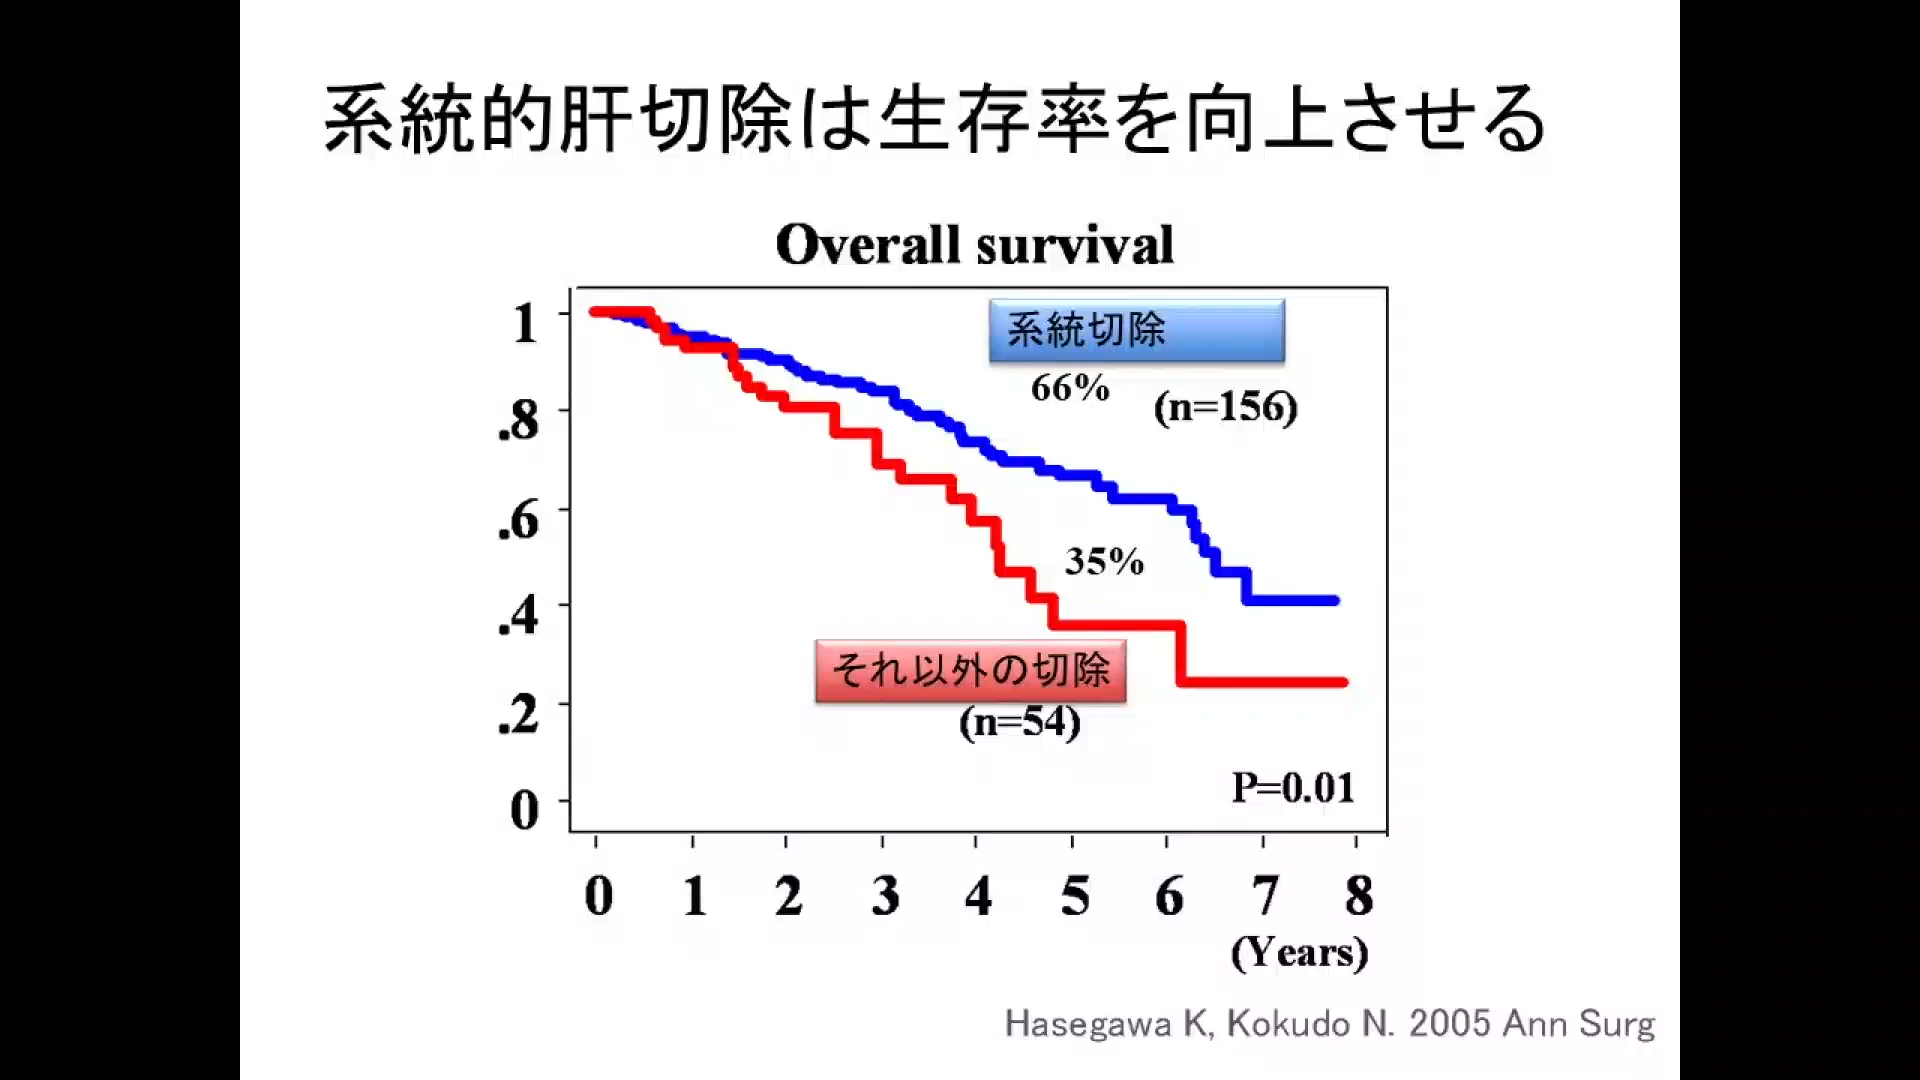 系統的肝切除は生存率を向上させる
Overall survival
系統切除
66%
(n=156)
35%
それ以外の切除
(n=54)
P=0.01
1
.8
.6
.4
.2
0
0 1 2 3 4 5 6 7 8
(Years)
Hasegawa K, Kokudo N. 2005 Ann Surg